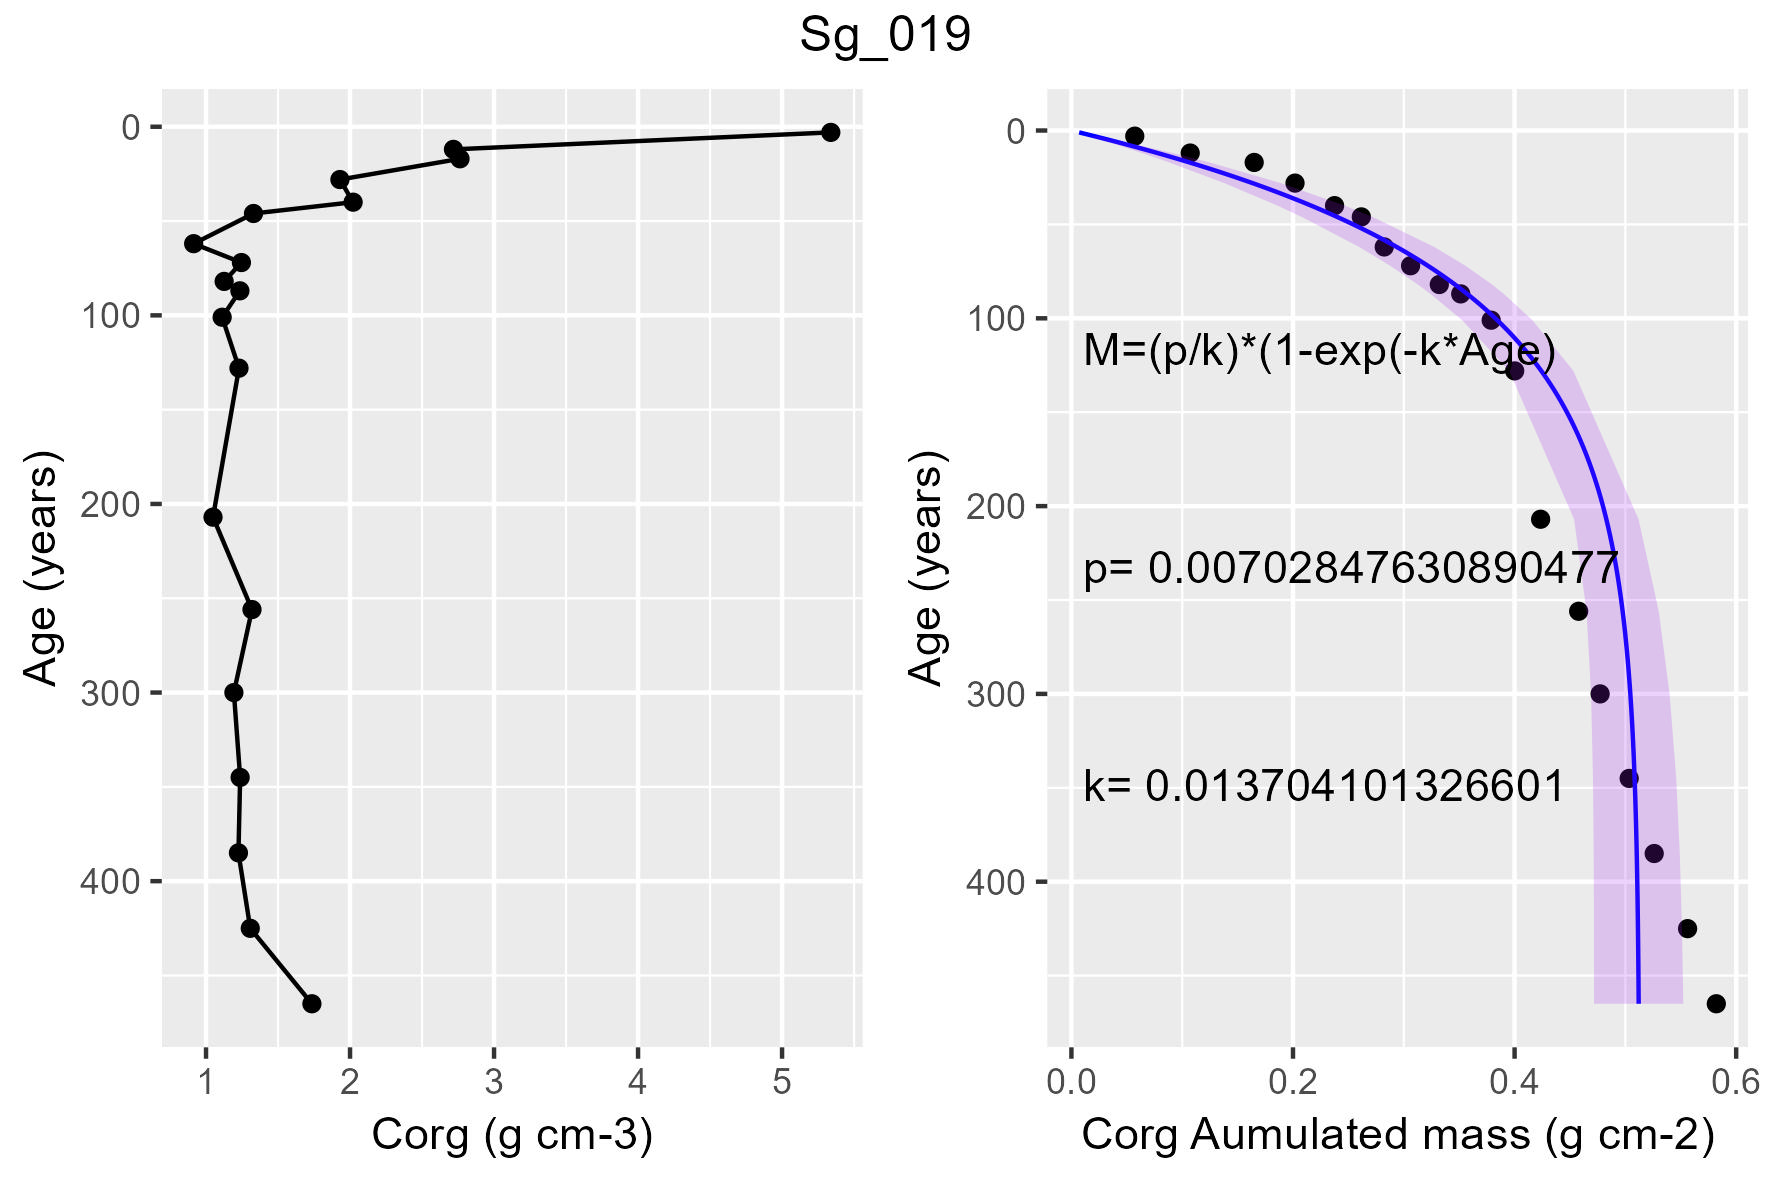 Sg_019
0
100
200
300
400
Age (years)
1 2 3 4 5
Corg (g cm-3)
0
100
200
300
400
Age (years)
M=(p/k)*(1-exp(-k*Age)
p= 0.00702847630890477
k= 0.013704101326601
0.0 0.2 0.4 0.6
Corg Aumulated mass (g cm-2)